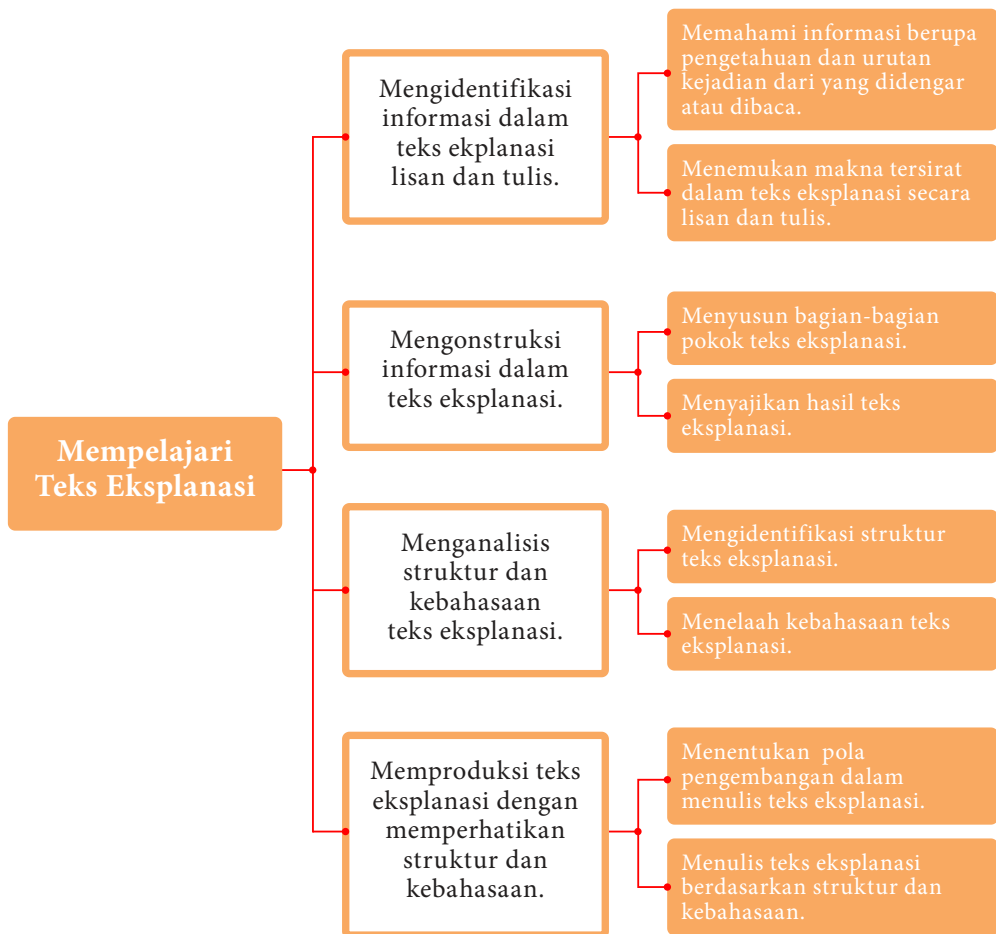 Mempelajari
Teks Eksplanasi
Mengidentifikasi
informasi dalam
teks ekplanasi
lisan dan tulis.
Memahami informasi berupa
pengetahuan dan urutan
kejadian dari yang didengar
atau dibaca.
Menemukan makna tersirat
dalam teks eksplanasi secara
lisan dan tulis.
Mengonstruksi
informasi dalam
teks eksplanasi.
Menyusun bagian-bagian
pokok teks eksplanasi.
Menyajikan hasil teks
eksplanasi.
Menganalisis
struktur dan
kebahasaan
teks eksplanasi.
Mengidentifikasi struktur
teks eksplanasi.
Menelaah kebahasaan teks
eksplanasi.
Memproduksi teks
eksplanasi dengan
memperhatikan
struktur dan
kebahasaan.
Menentukan pola
pengembangan dalam
menulis teks eksplanasi.
Menulis teks eksplanasi
berdasarkan struktur dan
kebahasaan.